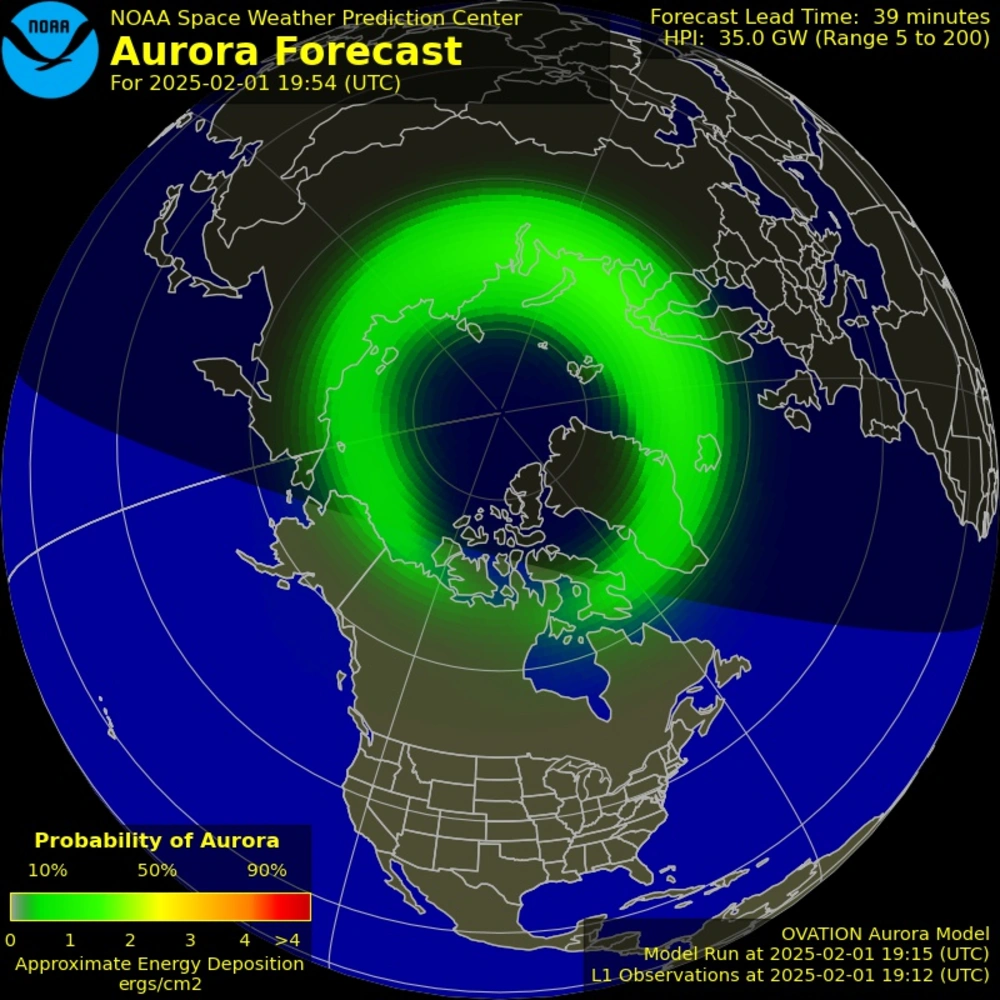 NOAA
NOAA Space Weather Prediction Center
Aurora Forecast
For 2025-02-01 19:54 (UTC)
Forecast Lead Time: 39 minutes
HPI: 35.0 GW (Range 5 to 200)
Probability of Aurora
10% 50% 90%
0 1 2 3 4 >4
Approximate Energy Deposition
ergs/cm2
OVATION Aurora Model
Model Run at 2025-02-01 19:15 (UTC)
L1 Observations at 2025-02-01 19:12 (UTC)